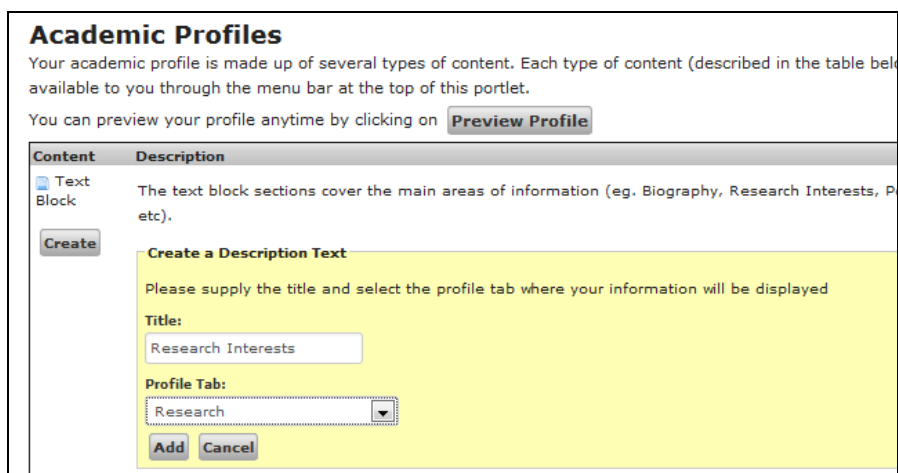 Academic Profiles
Your academic profile is made up of several types of content. Each type of content (described in the table
available to you through the menu bar at the top of this portlet.
You can preview your profile anytime by clicking on Preview Profile
Content Description
Text
Block
The text block sections cover the main areas of information (eg. Biography, Research Interests,
etc).
Create
Create a Description Text
Please supply the title and select the profile tab where your information will be displayed
Title:
Research Interests
Profile Tab:
Research
Add Cancel